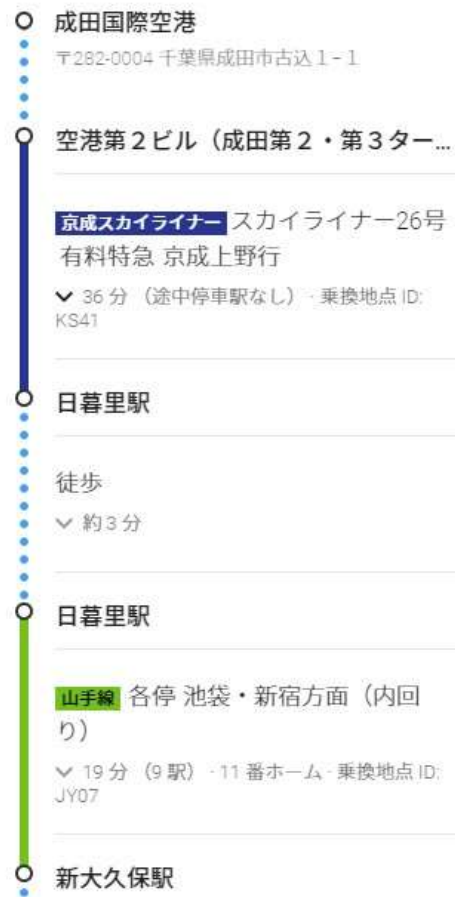 成田国際空港
〒282-0004 千葉県成田市古込１−１
空港第２ビル（成田第２・第３ター...
京成スカイライナー スカイライナー26号
有料特急 京成上野行
36 分 （途中停車駅なし） · 乗換地点 ID:
KS41
日暮里駅
徒歩
約 3 分
日暮里駅
山手線 各停 池袋・新宿方面（内回
り）
19 分 （9 駅） · 11 番ホーム · 乗換地点 ID:
JY07
新大久保駅